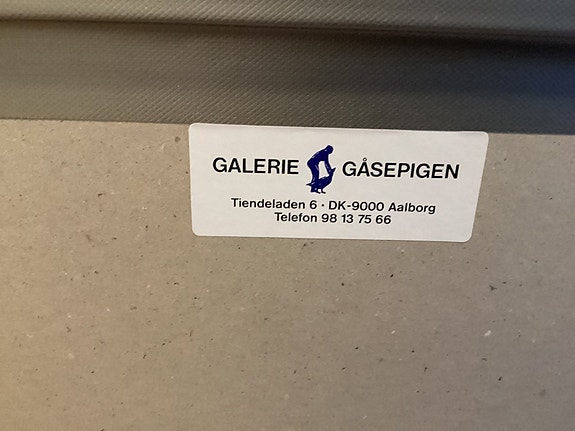 GALERIE GÅSEPIGEN
Tiendeladen 6 · DK-9000 Aalborg
Telefon 98 13 75 66